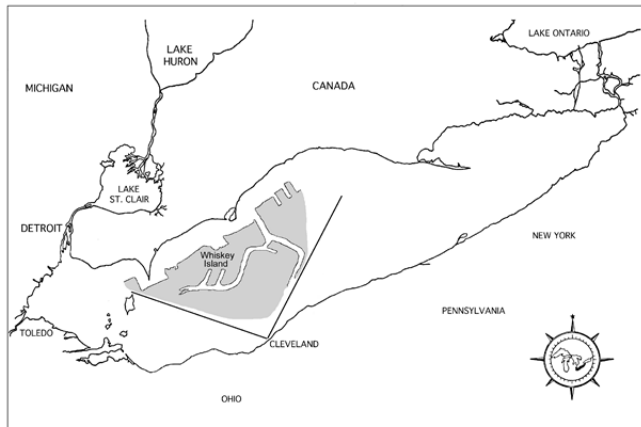 LAKE ONTARIO
LAKE
HURON
MICHIGAN
CANADA
LAKE
ST. CLAIR
DETROIT
NEW YORK
Whiskey
Island
PENNSYLVANIA
TOLEDO
CLEVELAND
OHIO